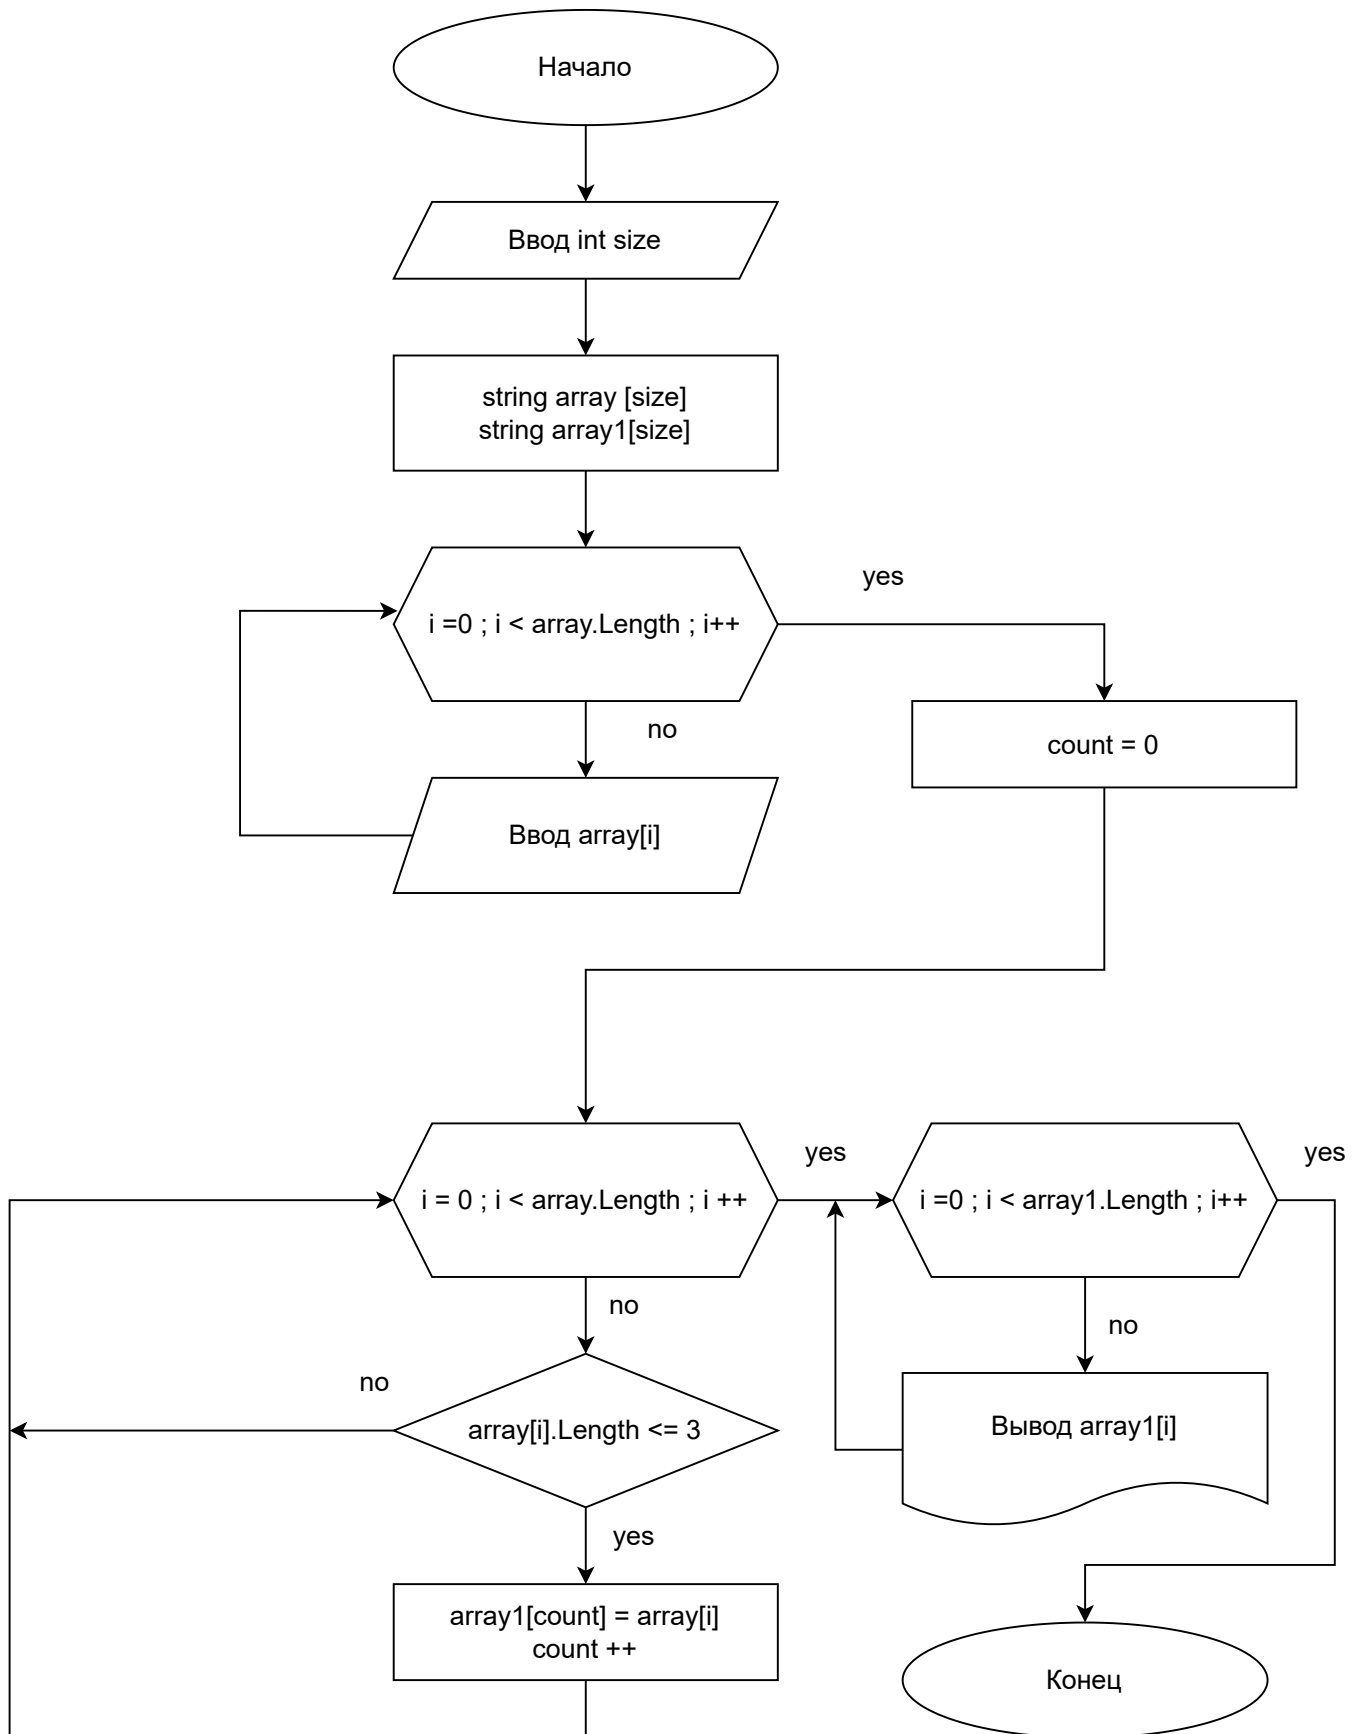 Начало
Ввод int size
string array [size]
string array1[size]
i =0 ; i < array.Length ; i++
yes
no
count = 0
Ввод array[i]
i = 0 ; i < array.Length ; i ++
yes
i =0 ; i < array1.Length ; i++
yes
no
no
no
array[i].Length <= 3
Вывод array1[i]
yes
array1[count] = array[i]
count ++
Конец